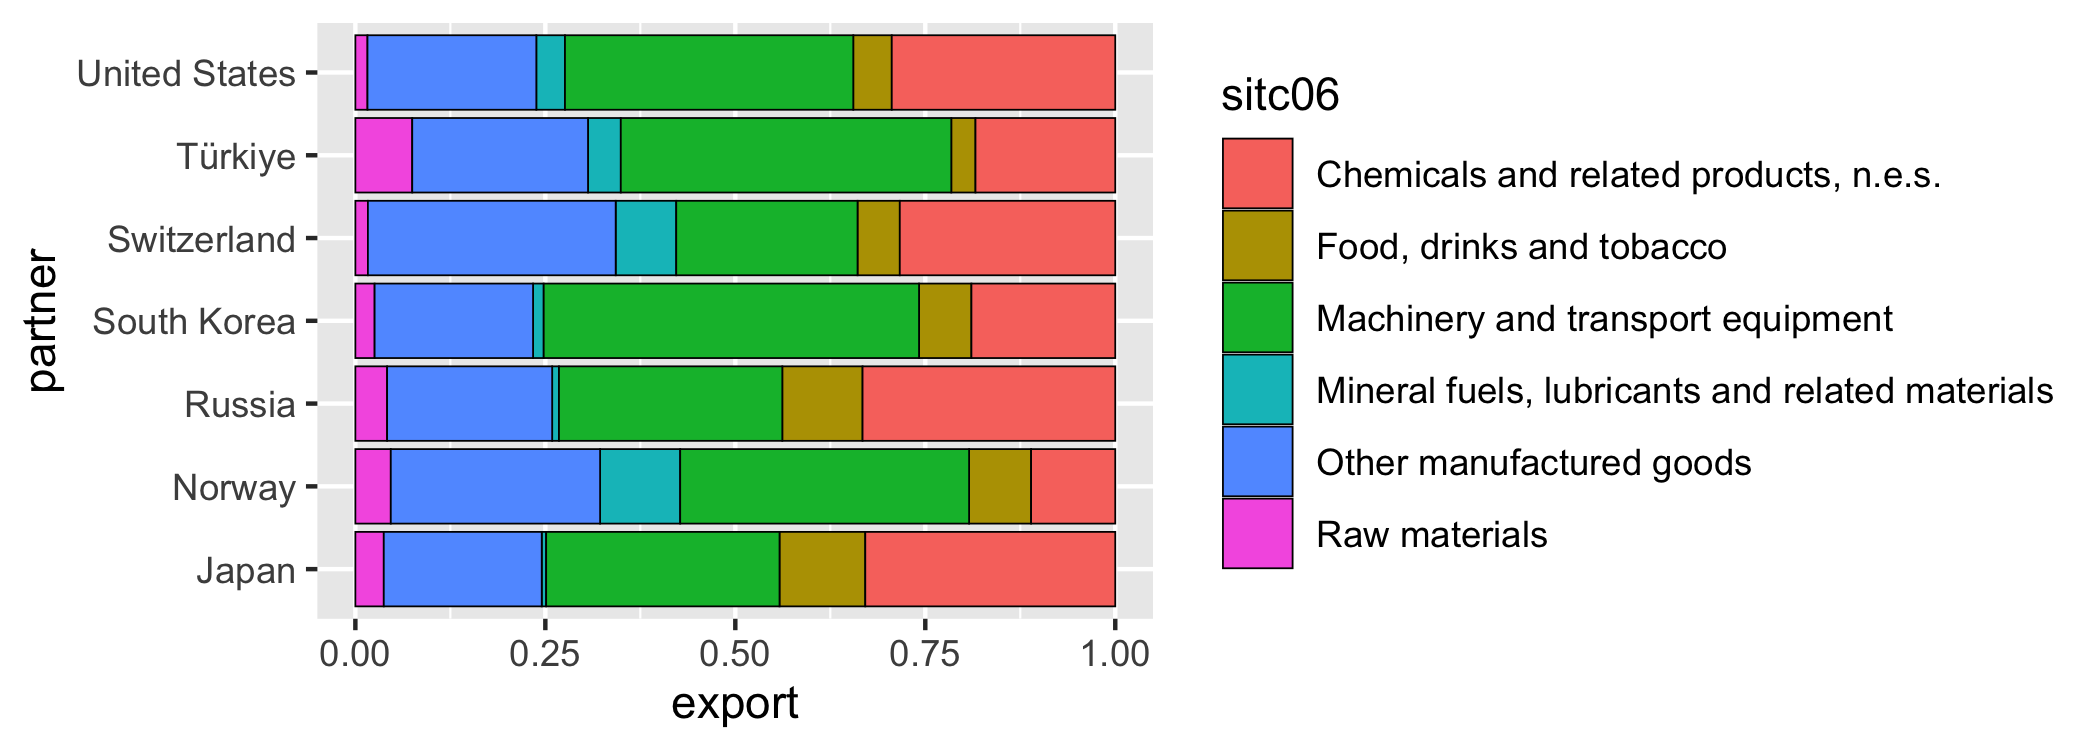 United States
Türkiye
Switzerland
South Korea
Russia
Norway
Japan
partner
0.00 0.25 0.50 0.75 1.00
export
sitc06
Chemicals and related products, n.e.s.
Food, drinks and tobacco
Machinery and transport equipment
Mineral fuels, lubricants and related materials
Other manufactured goods
Raw materials